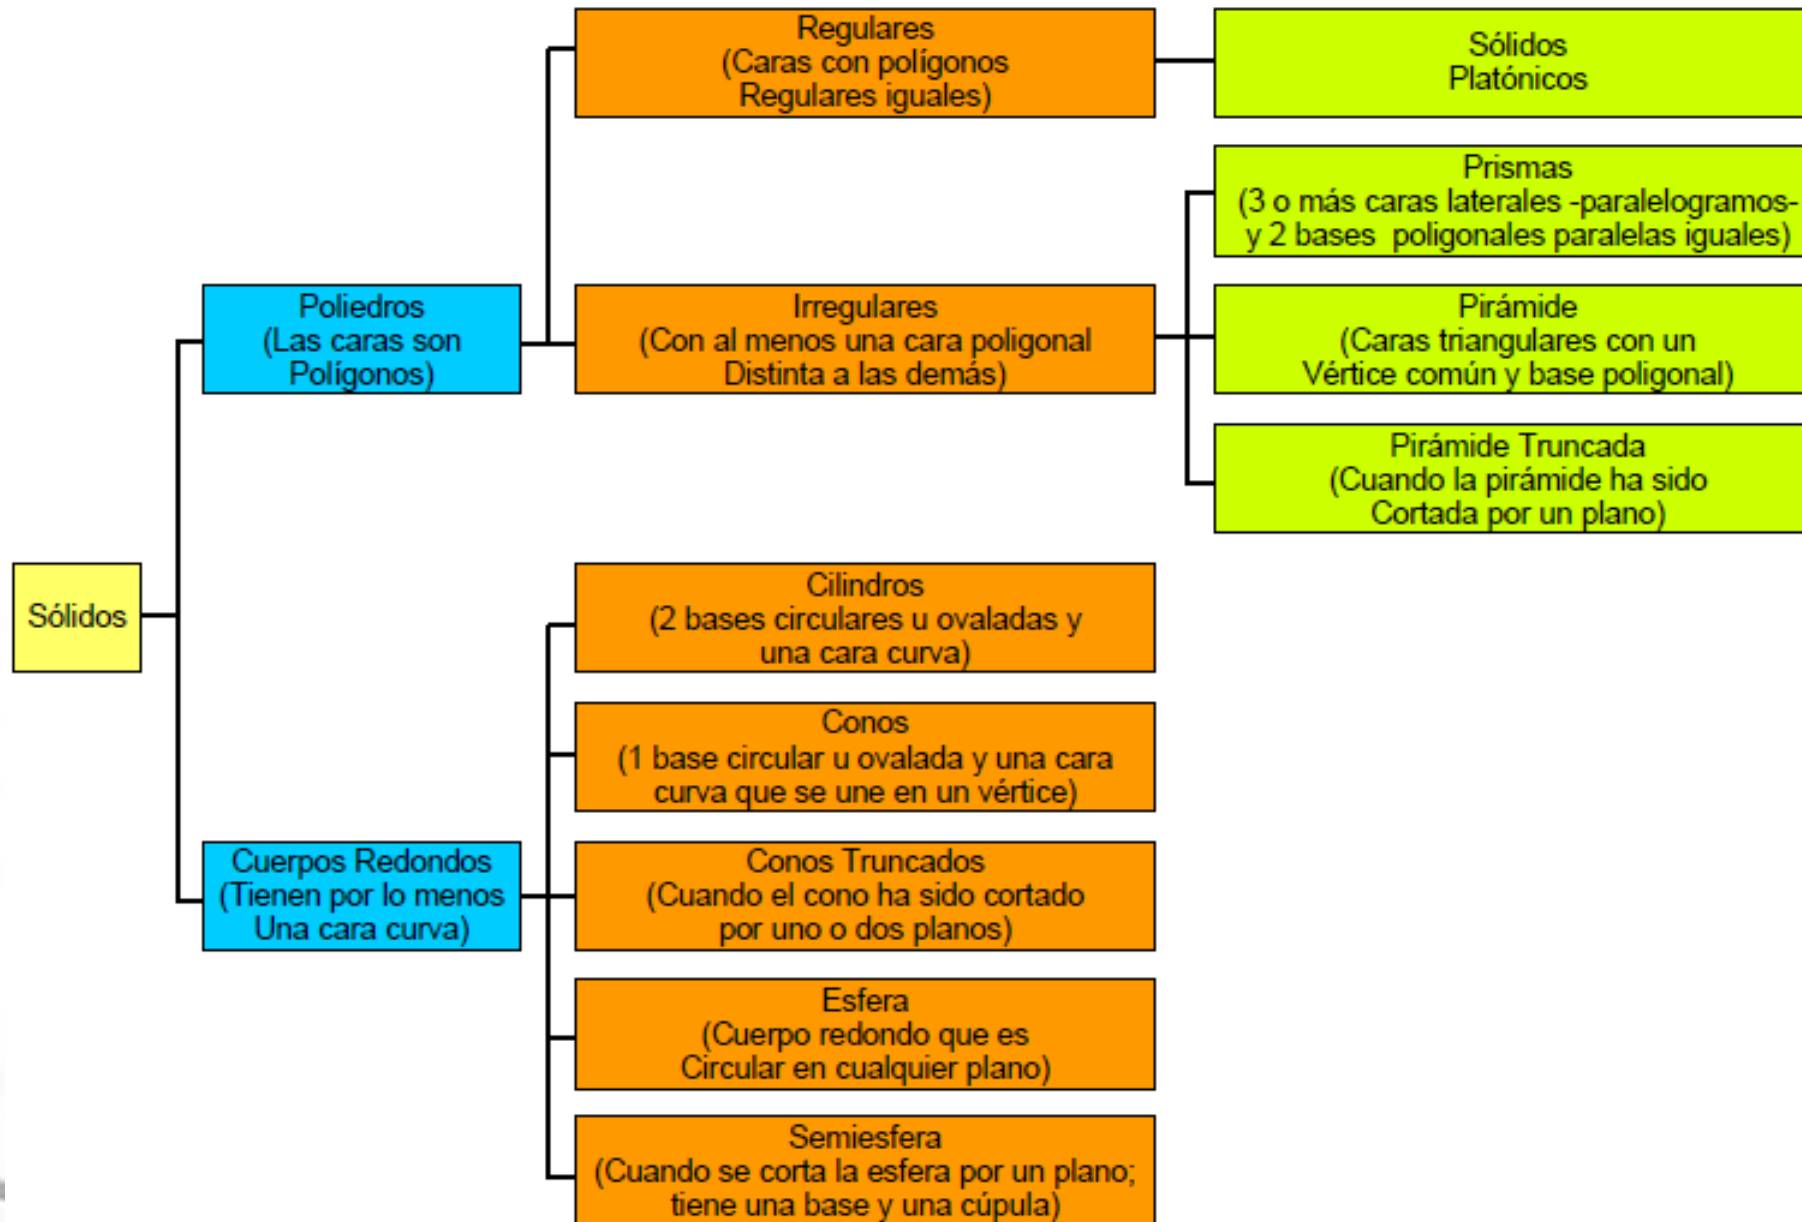 Sólidos
Poliedros
(Las caras son
Polígonos)
Regulares
(Caras con polígonos
Regulares iguales)
Sólidos
Platónicos
Irregulares
(Con al menos una cara poligonal
Distinta a las demás)
Prismas
(3 o más caras laterales -paralelogramos-
y 2 bases poligonales paralelas iguales)
Pirámide
(Caras triangulares con un
Vértice común y base poligonal)
Pirámide Truncada
(Cuando la pirámide ha sido
Cortada por un plano)
Cuerpos Redondos
(Tienen por lo menos
Una cara curva)
Cilindros
(2 bases circulares u ovaladas y
una cara curva)
Conos
(1 base circular u ovalada y una cara
curva que se une en un vértice)
Conos Truncados
(Cuando el cono ha sido cortado
por uno o dos planos)
Esfera
(Cuerpo redondo que es
Circular en cualquier plano)
Semiesfera
(Cuando se corta la esfera por un plano;
tiene una base y una cúpula)